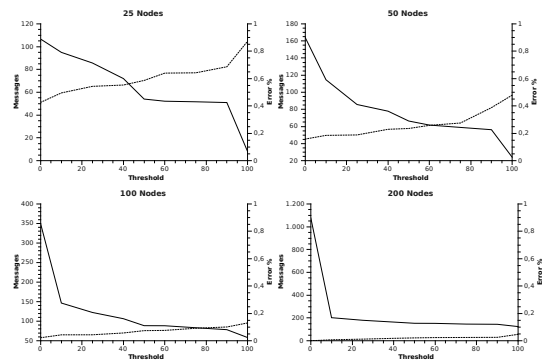 25 Nodes
120
100
80
60
40
20
0
Messages
1
0,8
0,6
0,4
0,2
0
Error %
0 20 40 60 80 100
Threshold
50 Nodes
180
160
140
120
100
80
60
40
20
Messages
1
0,8
0,6
0,4
0,2
0
Error %
0 20 40 60 80 100
Threshold
100 Nodes
400
350
300
250
200
150
100
50
Messages
1
0,8
0,6
0,4
0,2
0
Error %
0 20 40 60 80 100
Threshold
200 Nodes
1.200
1.000
800
600
400
200
0
Messages
1
0,8
0,6
0,4
0,2
0
Error %
0 20 40 60 80 100
Threshold